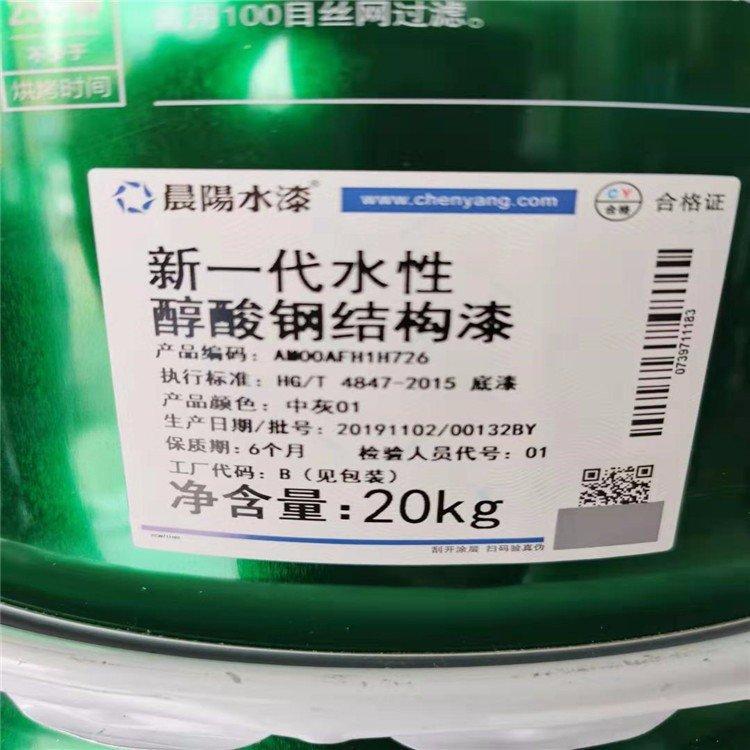 用100目丝网过滤。
烘烤时间
晨陽水漆®
www.chenyang.com
CY
合格
合格证
新一代水性
醇酸钢结构漆
产品编码: AM00AFH1H726
执行标准: HG/T 4847-2015 底漆
产品颜色: 中灰01
生产日期/批号: 20191102/00132BY
保质期: 6个月 检验人员代号: 01
工厂代码: B（见包装）
净含量:20kg
0739711183
刮开涂层 扫码验真伪